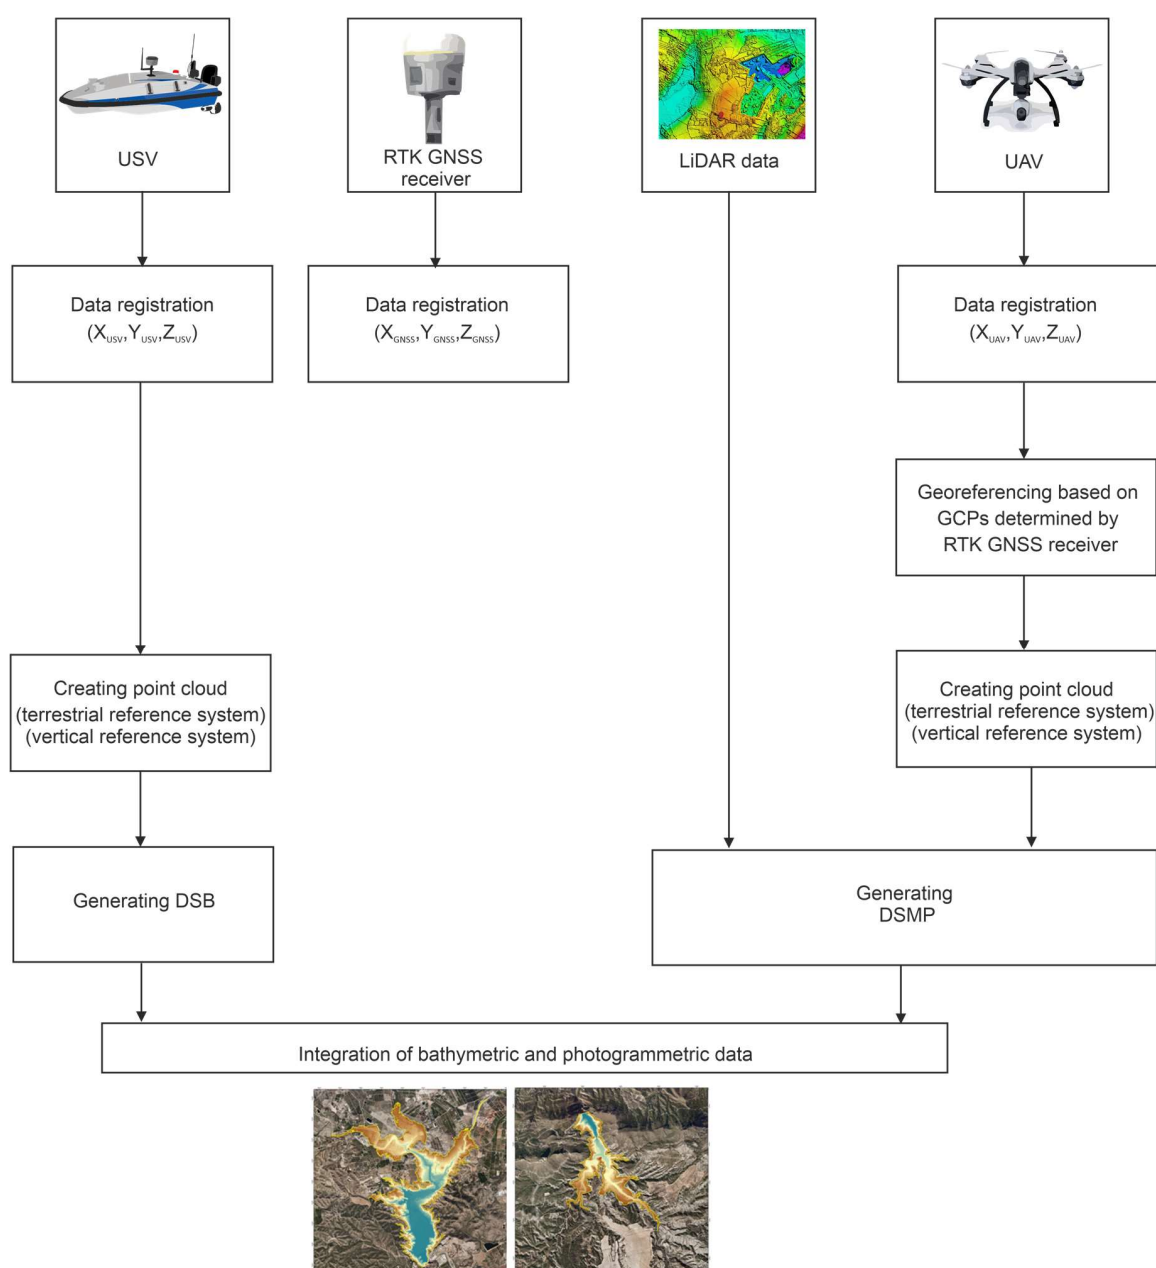 USV
RTK GNSS
receiver
LiDAR data
UAV
Data registration
(XUSV,YUSV,ZUSV)
Data registration
(XGNSS,YGNSS,ZGNSS)
Data registration
(XUAV,YUAV,ZUAV)
Georeferencing based on
GCPs determined by
RTK GNSS receiver
Creating point cloud
(terrestrial reference system)
(vertical reference system)
Creating point cloud
(terrestrial reference system)
(vertical reference system)
Generating DSB
Generating
DSMP
Integration of bathymetric and photogrammetric data